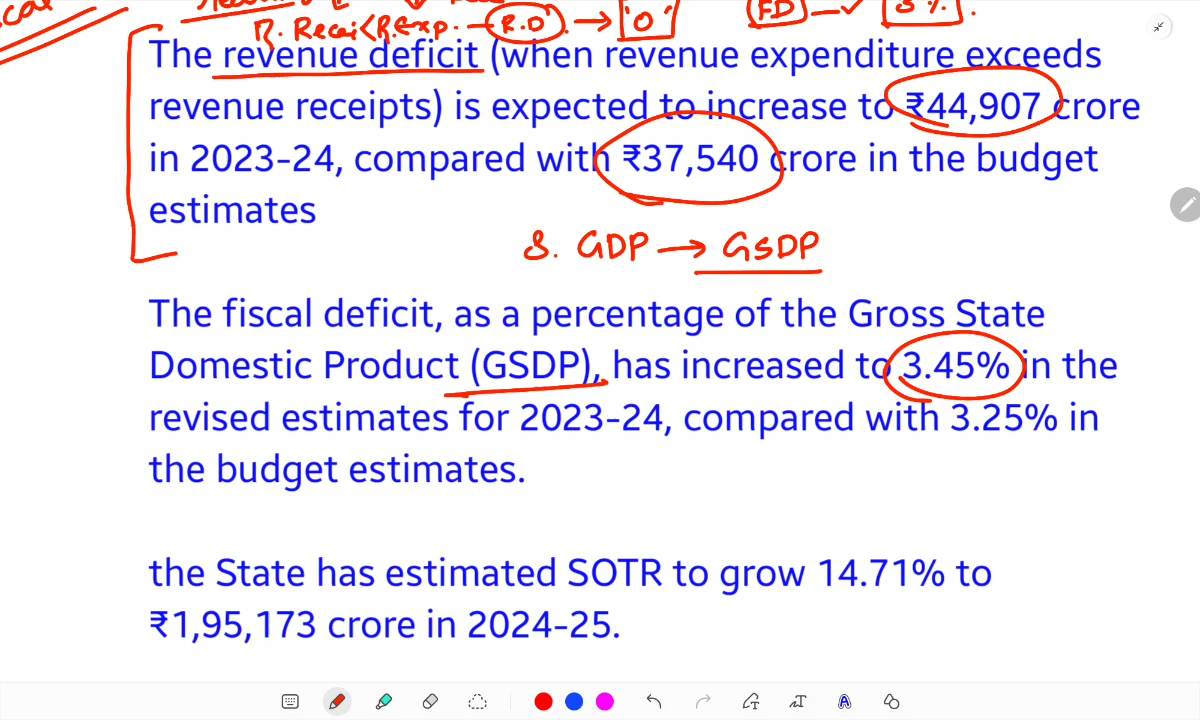 R. Recei < R. Exp. — R.D → '0' FD — ✓ 3%.
The revenue deficit (when revenue expenditure exceeds
revenue receipts) is expected to increase to ₹44,907 crore
in 2023-24, compared with ₹37,540 crore in the budget
estimates
S. GDP → GSDP
The fiscal deficit, as a percentage of the Gross State
Domestic Product (GSDP), has increased to 3.45% in the
revised estimates for 2023-24, compared with 3.25% in
the budget estimates.
the State has estimated SOTR to grow 14.71% to
₹1,95,173 crore in 2024-25.